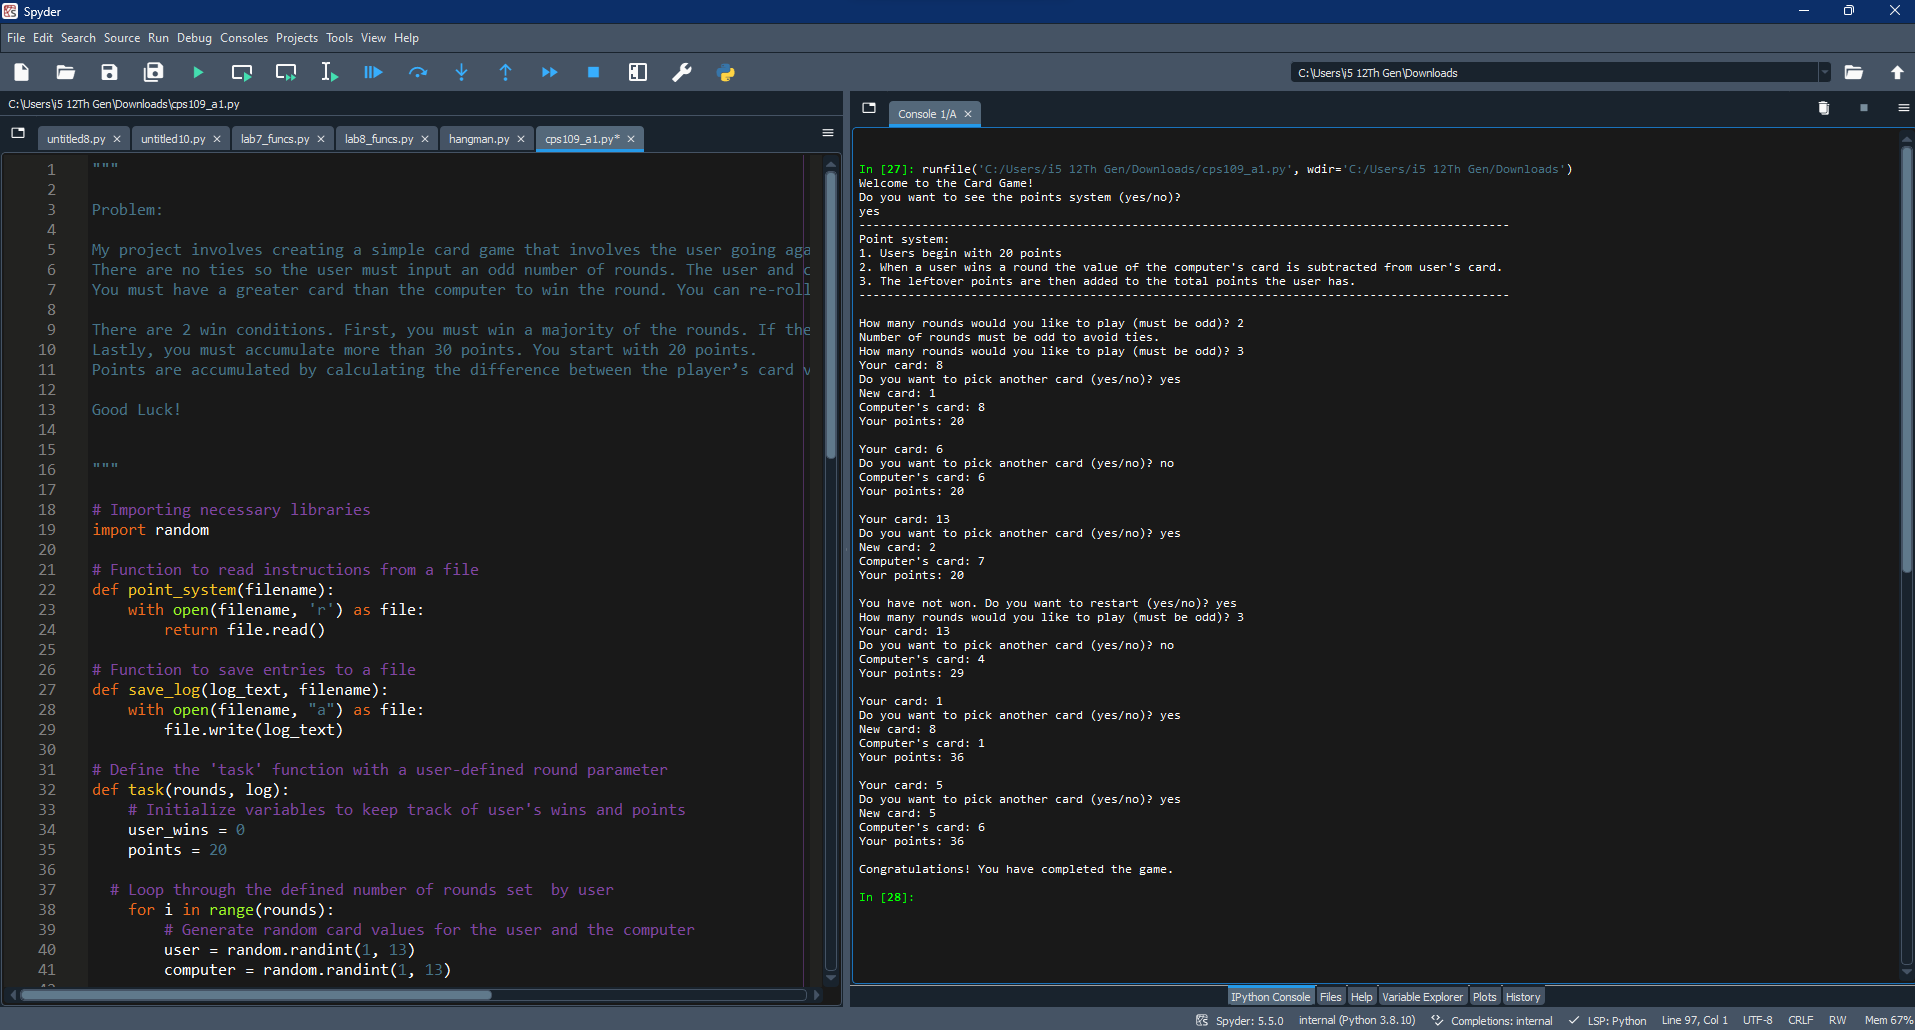 Spyder
File Edit Search Source Run Debug Consoles Projects Tools View Help
C:\Users\i5 12Th Gen\Downloads
C:\Users\i5 12Th Gen\Downloads\cps109_a1.py
untitled8.py untitled10.py lab7_funcs.py lab8_funcs.py hangman.py cps109_a1.py*
1 """
2
3 Problem:
4
5 My project involves creating a simple card game that involves the user going aga
6 There are no ties so the user must input an odd number of rounds. The user and c
7 You must have a greater card than the computer to win the round. You can re-roll
8
9 There are 2 win conditions. First, you must win a majority of the rounds. If the
10 Lastly, you must accumulate more than 30 points. You start with 20 points.
11 Points are accumulated by calculating the difference between the player’s card v
12
13 Good Luck!
14
15
16 """
17
18 # Importing necessary libraries
19 import random
20
21 # Function to read instructions from a file
22 def point_system(filename):
23 with open(filename, 'r') as file:
24 return file.read()
25
26 # Function to save entries to a file
27 def save_log(log_text, filename):
28 with open(filename, "a") as file:
29 file.write(log_text)
30
31 # Define the 'task' function with a user-defined round parameter
32 def task(rounds, log):
33 # Initialize variables to keep track of user's wins and points
34 user_wins = 0
35 points = 20
36
37 # Loop through the defined number of rounds set  by user
38 for i in range(rounds):
39 # Generate random card values for the user and the computer
40 user = random.randint(1, 13)
41 computer = random.randint(1, 13)
Console 1/A
In [27]: runfile('C:/Users/i5 12Th Gen/Downloads/cps109_a1.py', wdir='C:/Users/i5 12Th Gen/Downloads')
Welcome to the Card Game!
Do you want to see the points system (yes/no)?
yes
---------------------------------------------------------------------------------------------
Point system:
1. Users begin with 20 points
2. When a user wins a round the value of the computer's card is subtracted from user's card.
3. The leftover points are then added to the total points the user has.
---------------------------------------------------------------------------------------------
How many rounds would you like to play (must be odd)? 2
Number of rounds must be odd to avoid ties.
How many rounds would you like to play (must be odd)? 3
Your card: 8
Do you want to pick another card (yes/no)? yes
New card: 1
Computer's card: 8
Your points: 20
Your card: 6
Do you want to pick another card (yes/no)? no
Computer's card: 6
Your points: 20
Your card: 13
Do you want to pick another card (yes/no)? yes
New card: 2
Computer's card: 7
Your points: 20
You have not won. Do you want to restart (yes/no)? yes
How many rounds would you like to play (must be odd)? 3
Your card: 13
Do you want to pick another card (yes/no)? no
Computer's card: 4
Your points: 29
Your card: 1
Do you want to pick another card (yes/no)? yes
New card: 8
Computer's card: 1
Your points: 36
Your card: 5
Do you want to pick another card (yes/no)? yes
New card: 5
Computer's card: 6
Your points: 36
Congratulations! You have completed the game.
In [28]:
IPython Console Files Help Variable Explorer Plots History
Spyder: 5.5.0 internal (Python 3.8.10) Completions: internal LSP: Python Line 97, Col 1 UTF-8 CRLF RW Mem 67%